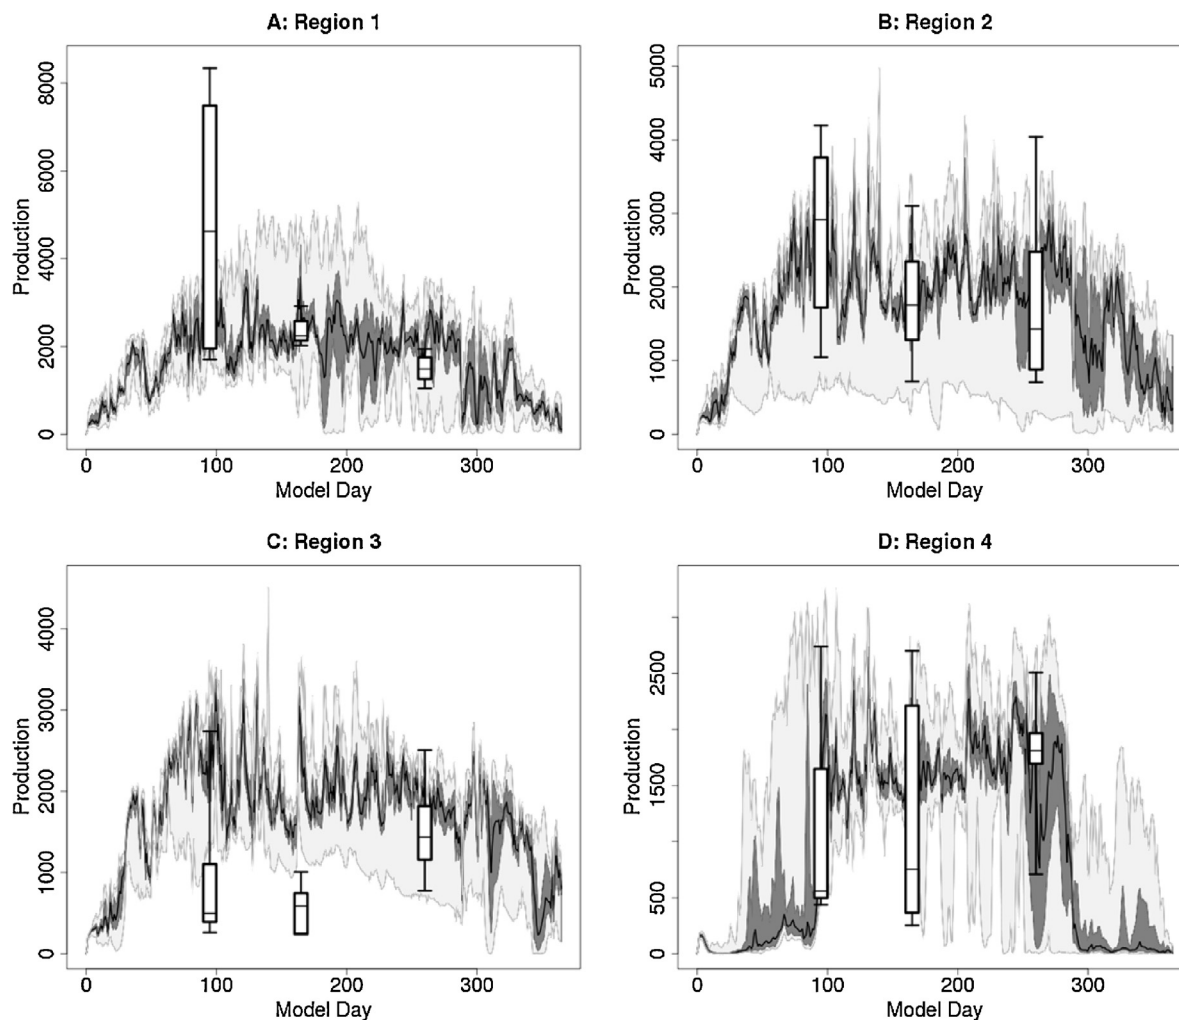 A: Region 1
Production
0 2000 4000 6000 8000
0 100 200 300
Model Day
B: Region 2
Production
0 1000 2000 3000 4000 5000
0 100 200 300
Model Day
C: Region 3
Production
0 1000 2000 3000 4000
0 100 200 300
Model Day
D: Region 4
Production
0 500 1500 2500
0 100 200 300
Model Day